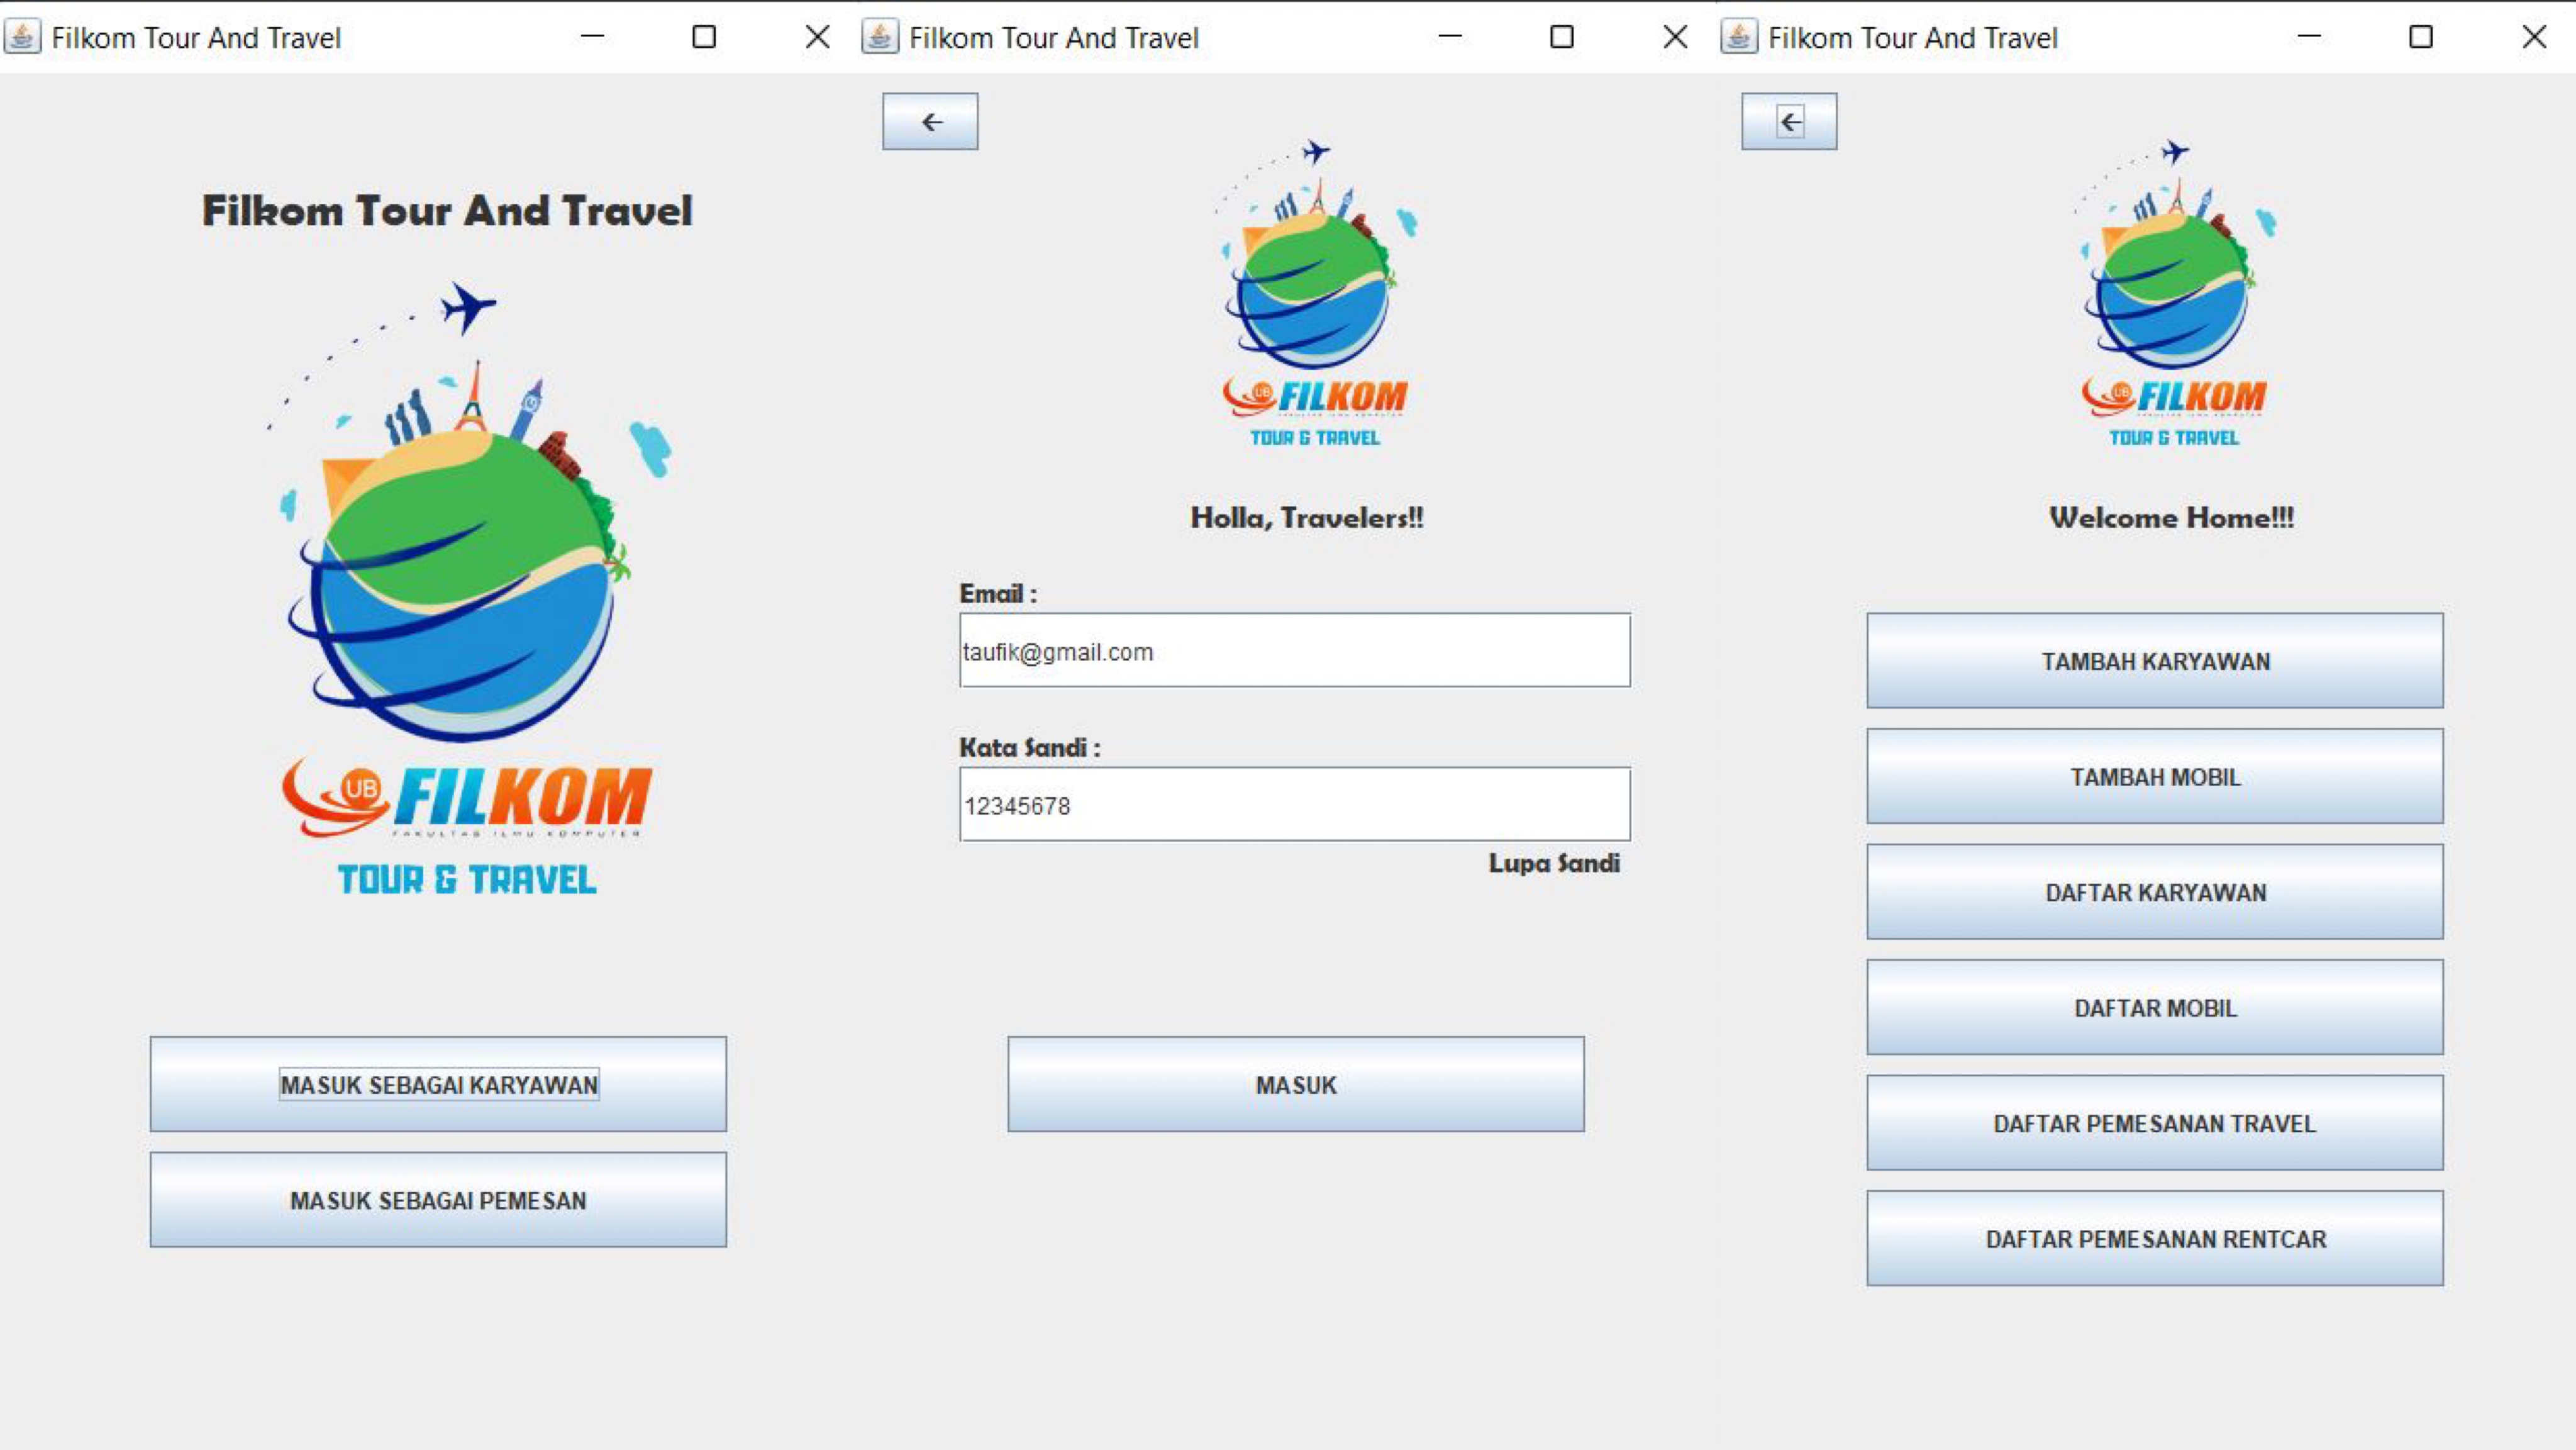 Filkom Tour And Travel
Filkom Tour And Travel
UB FILKOM
FAKULTAS ILMU KOMPUTER
TOUR & TRAVEL
MASUK SEBAGAI KARYAWAN
MASUK SEBAGAI PEMESAN
Filkom Tour And Travel
←
UB FILKOM
TOUR & TRAVEL
Holla, Travelers!!
Email :
taufik@gmail.com
Kata Sandi :
12345678
Lupa Sandi
MASUK
Filkom Tour And Travel
←
UB FILKOM
TOUR & TRAVEL
Welcome Home!!!
TAMBAH KARYAWAN
TAMBAH MOBIL
DAFTAR KARYAWAN
DAFTAR MOBIL
DAFTAR PEMESANAN TRAVEL
DAFTAR PEMESANAN RENTCAR